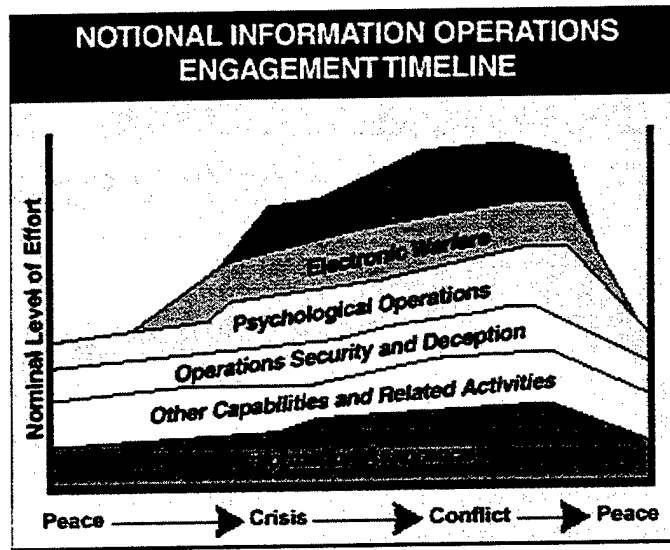 NOTIONAL INFORMATION OPERATIONS
ENGAGEMENT TIMELINE
Nominal Level of Effort
Electronic Warfare
Psychological Operations
Operations Security and Deception
Other Capabilities and Related Activities
Peace Crisis Conflict Peace